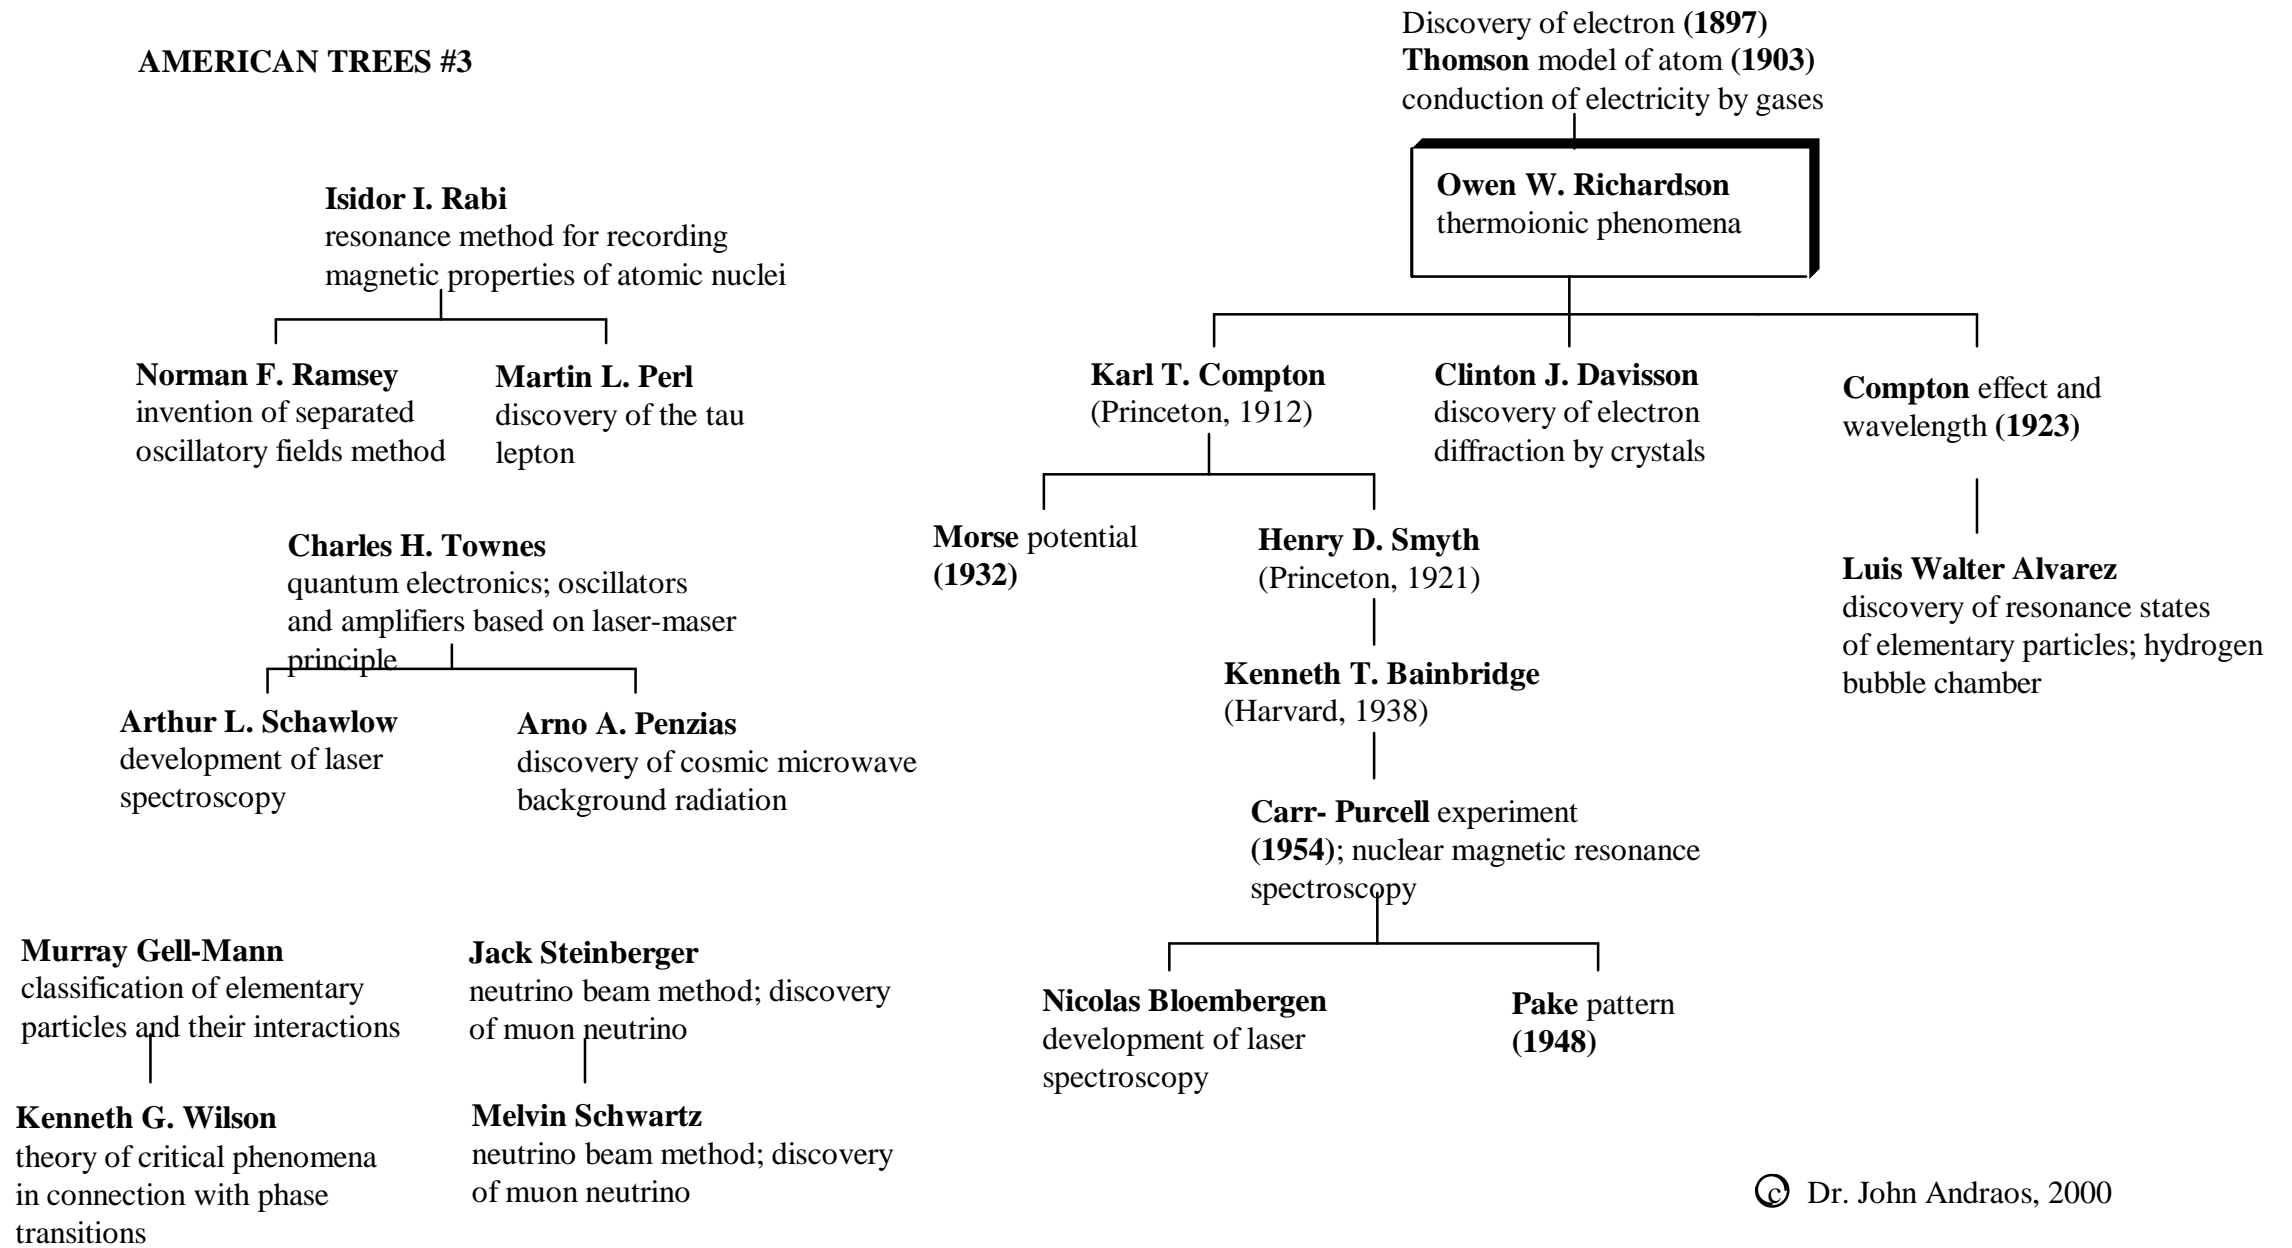 AMERICAN TREES #3
Discovery of electron (1897)
Thomson model of atom (1903)
conduction of electricity by gases
Owen W. Richardson
thermoionic phenomena
Isidor I. Rabi
resonance method for recording
magnetic properties of atomic nuclei
Norman F. Ramsey
invention of separated
oscillatory fields method
Martin L. Perl
discovery of the tau
lepton
Karl T. Compton
(Princeton, 1912)
Clinton J. Davisson
discovery of electron
diffraction by crystals
Compton effect and
wavelength (1923)
Charles H. Townes
quantum electronics; oscillators
and amplifiers based on laser-maser
principle
Morse potential
(1932)
Henry D. Smyth
(Princeton, 1921)
Luis Walter Alvarez
discovery of resonance states
of elementary particles; hydrogen
bubble chamber
Kenneth T. Bainbridge
(Harvard, 1938)
Arthur L. Schawlow
development of laser
spectroscopy
Arno A. Penzias
discovery of cosmic microwave
background radiation
Carr- Purcell experiment
(1954); nuclear magnetic resonance
spectroscopy
Murray Gell-Mann
classification of elementary
particles and their interactions
Jack Steinberger
neutrino beam method; discovery
of muon neutrino
Nicolas Bloembergen
development of laser
spectroscopy
Pake pattern
(1948)
Kenneth G. Wilson
theory of critical phenomena
in connection with phase
transitions
Melvin Schwartz
neutrino beam method; discovery
of muon neutrino
© Dr. John Andraos, 2000